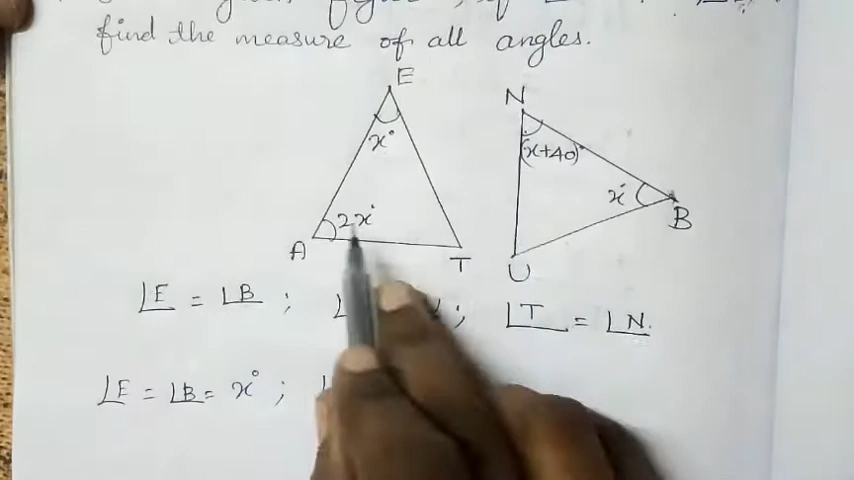 find the measure of all angles.
E
N
x°
(x+40)°
2x°
x°
A
T
U
B
∠E = ∠B ; ∠ ; ∠T = ∠N.
∠E = ∠B = x° ; ∠